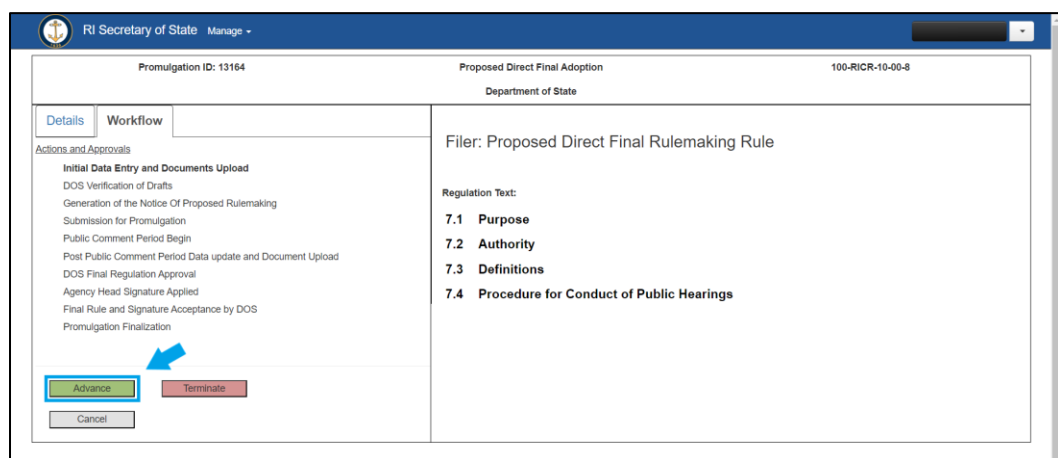 RI Secretary of State Manage
Promulgation ID: 13164
Proposed Direct Final Adoption
100-RICR-10-00-8
Department of State
Details
Workflow
Actions and Approvals
Initial Data Entry and Documents Upload
DOS Verification of Drafts
Generation of the Notice Of Proposed Rulemaking
Submission for Promulgation
Public Comment Period Begin
Post Public Comment Period Data update and Document Upload
DOS Final Regulation Approval
Agency Head Signature Applied
Final Rule and Signature Acceptance by DOS
Promulgation Finalization
Advance
Terminate
Cancel
Filer: Proposed Direct Final Rulemaking Rule
Regulation Text:
7.1 Purpose
7.2 Authority
7.3 Definitions
7.4 Procedure for Conduct of Public Hearings